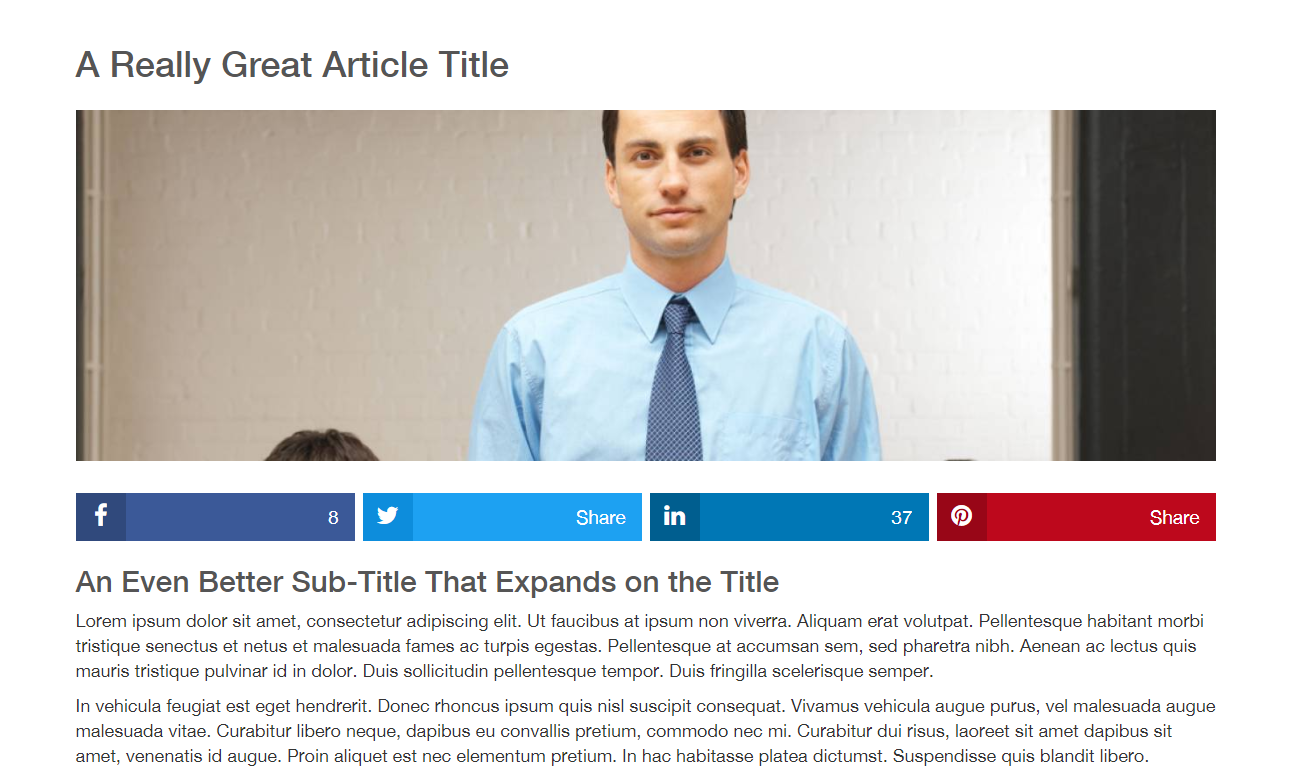 A Really Great Article Title
8
Share
37
Share
An Even Better Sub-Title That Expands on the Title
Lorem ipsum dolor sit amet, consectetur adipiscing elit. Ut faucibus at ipsum non viverra. Aliquam erat volutpat. Pellentesque habitant morbi
tristique senectus et netus et malesuada fames ac turpis egestas. Pellentesque at accumsan sem, sed pharetra nibh. Aenean ac lectus quis
mauris tristique pulvinar id in dolor. Duis sollicitudin pellentesque tempor. Duis fringilla scelerisque semper.
In vehicula feugiat est eget hendrerit. Donec rhoncus ipsum quis nisl suscipit consequat. Vivamus vehicula augue purus, vel malesuada augue
malesuada vitae. Curabitur libero neque, dapibus eu convallis pretium, commodo nec mi. Curabitur dui risus, laoreet sit amet dapibus sit
amet, venenatis id augue. Proin aliquet est nec elementum pretium. In hac habitasse platea dictumst. Suspendisse quis blandit libero.